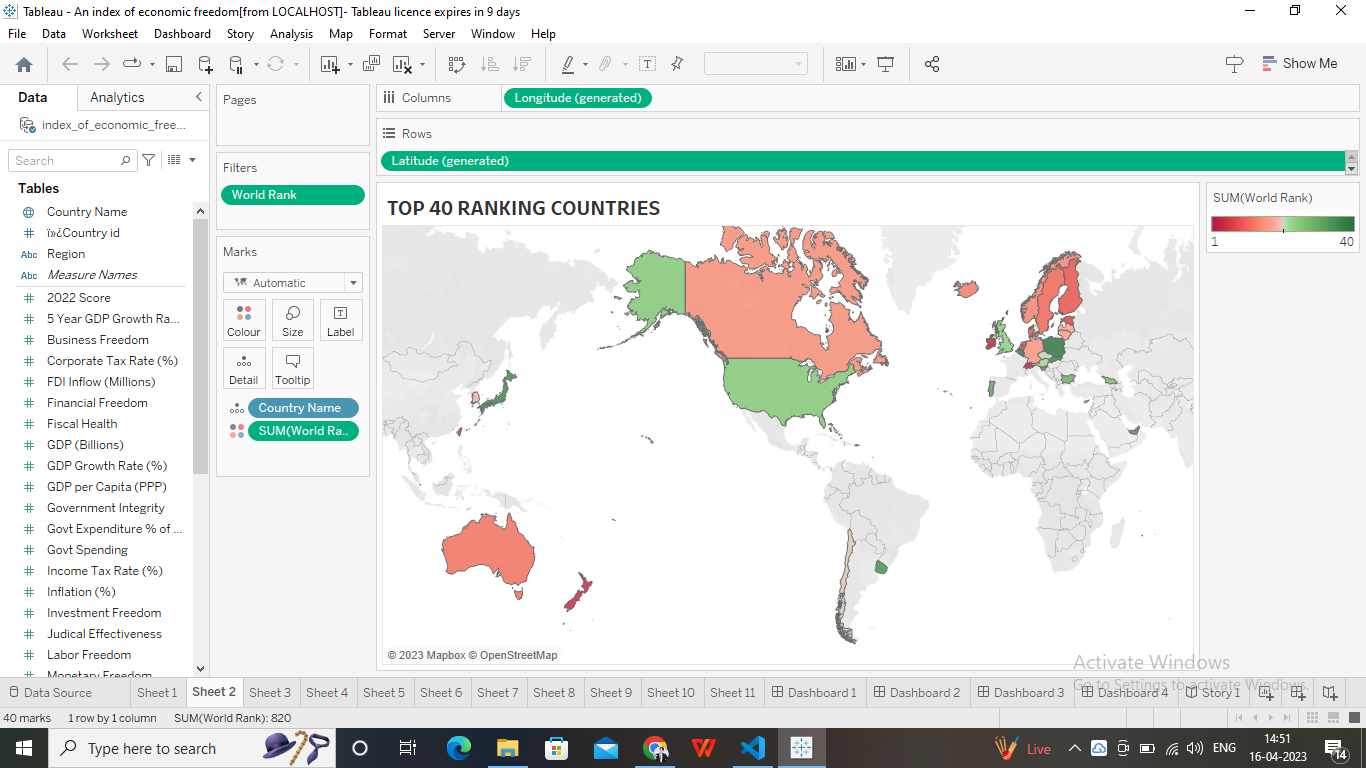 Tableau - An index of economic freedom[from LOCALHOST]- Tableau licence expires in 9 days
File Data Worksheet Dashboard Story Analysis Map Format Server Window Help
Show Me
Data Analytics
index_of_economic_free...
Search
Tables
Country Name
ï»¿Country id
Abc Region
Abc Measure Names
2022 Score
5 Year GDP Growth Ra...
Business Freedom
Corporate Tax Rate (%)
FDI Inflow (Millions)
Financial Freedom
Fiscal Health
GDP (Billions)
GDP Growth Rate (%)
GDP per Capita (PPP)
Government Integrity
Govt Expenditure % of ...
Govt Spending
Income Tax Rate (%)
Inflation (%)
Investment Freedom
Judical Effectiveness
Labor Freedom
Monetary Freedom
Pages
Filters
World Rank
Marks
Automatic
Colour Size Label
Detail Tooltip
Country Name
SUM(World Ra..
Columns Longitude (generated)
Rows
Latitude (generated)
TOP 40 RANKING COUNTRIES
© 2023 Mapbox © OpenStreetMap
SUM(World Rank)
1 40
Activate Windows
Go to Settings to activate Windows.
Data Source Sheet 1 Sheet 2 Sheet 3 Sheet 4 Sheet 5 Sheet 6 Sheet 7 Sheet 8 Sheet 9 Sheet 10 Sheet 11 Dashboard 1 Dashboard 2 Dashboard 3 Dashboard 4 Story 1
40 marks 1 row by 1 column SUM(World Rank): 820
Type here to search
Live
ENG
14:51
16-04-2023
14